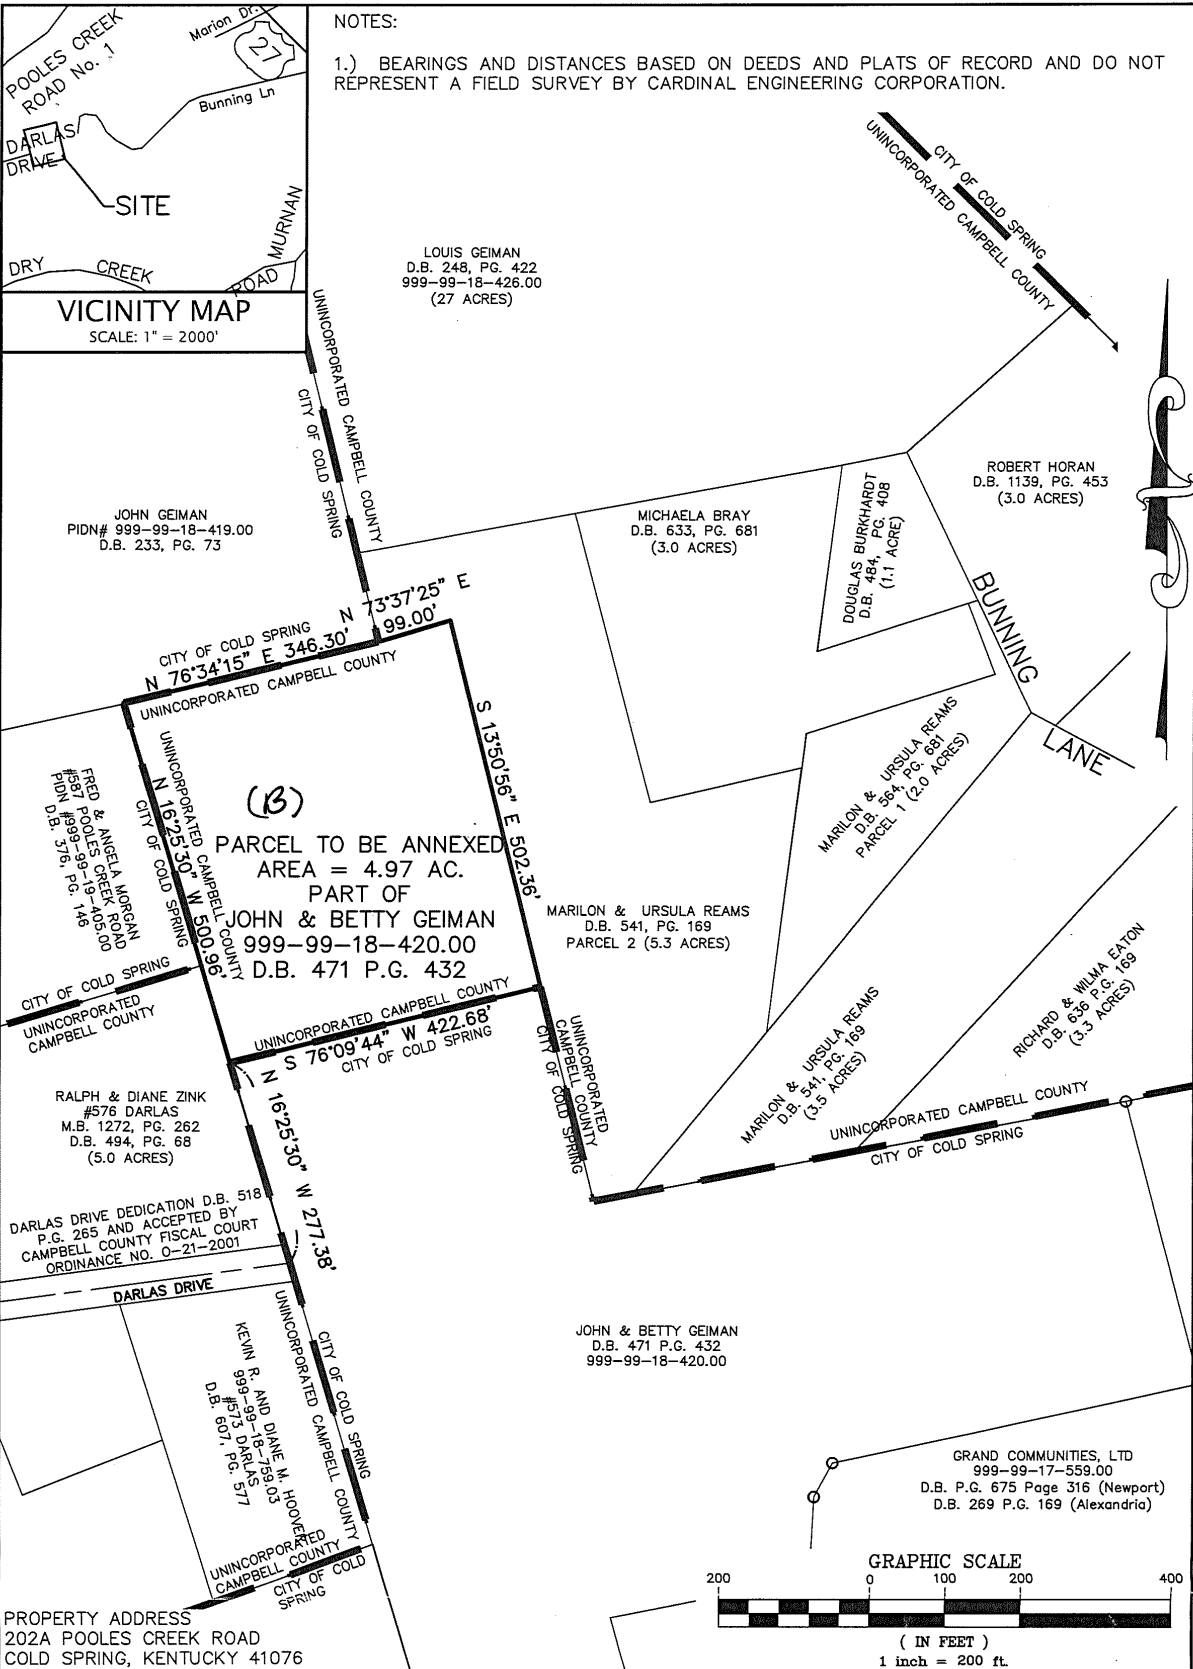 POOLES CREEK
ROAD No. 1
Marion Dr.
27
Bunning Ln
DARLAS
DRIVE
SITE
MURNAN
ROAD
DRY CREEK
VICINITY MAP
SCALE: 1" = 2000'
NOTES:
1.) BEARINGS AND DISTANCES BASED ON DEEDS AND PLATS OF RECORD AND DO NOT
REPRESENT A FIELD SURVEY BY CARDINAL ENGINEERING CORPORATION.
CITY OF COLD SPRING
UNINCORPORATED CAMPBELL COUNTY
LOUIS GEIMAN
D.B. 248, PG. 422
999-99-18-426.00
(27 ACRES)
UNINCORPORATED CAMPBELL COUNTY
CITY OF COLD SPRING
JOHN GEIMAN
PIDN# 999-99-18-419.00
D.B. 233, PG. 73
MICHAELA BRAY
D.B. 633, PG. 681
(3.0 ACRES)
DOUGLAS BURKHARDT
D.B. 484, PG. 408
(1.1 ACRE)
ROBERT HORAN
D.B. 1139, PG. 453
(3.0 ACRES)
BUNNING
LANE
N 73°37'25" E
99.00'
CITY OF COLD SPRING
N 76°34'15" E 346.30'
UNINCORPORATED CAMPBELL COUNTY
S 13°50'56" E 502.36'
UNINCORPORATED CAMPBELL COUNTY
N 16°25'30" W 500.96'
CITY OF COLD SPRING
FRED & ANGELA MORGAN
#587 POOLES CREEK ROAD
PIDN #999-99-19-405.00
D.B. 376, PG. 146
(B)
PARCEL TO BE ANNEXED
AREA = 4.97 AC.
PART OF
JOHN & BETTY GEIMAN
999-99-18-420.00
D.B. 471 P.G. 432
MARILON & URSULA REAMS
D.B. 564, PG. 681
PARCEL 1 (2.0 ACRES)
MARILON & URSULA REAMS
D.B. 541, PG. 169
PARCEL 2 (5.3 ACRES)
CITY OF COLD SPRING
UNINCORPORATED
CAMPBELL COUNTY
UNINCORPORATED CAMPBELL COUNTY
S 76°09'44" W 422.68'
CITY OF COLD SPRING
UNINCORPORATED
CAMPBELL COUNTY
CITY OF COLD SPRING
MARILON & URSULA REAMS
D.B. 541, PG. 169
(3.5 ACRES)
RICHARD & WILMA EATON
D.B. 636 P.G. 169
(3.3 ACRES)
UNINCORPORATED CAMPBELL COUNTY
CITY OF COLD SPRING
RALPH & DIANE ZINK
#576 DARLAS
M.B. 1272, PG. 262
D.B. 494, PG. 68
(5.0 ACRES)
N 16°25'30" W 277.38'
DARLAS DRIVE DEDICATION D.B. 518
P.G. 265 AND ACCEPTED BY
CAMPBELL COUNTY FISCAL COURT
ORDINANCE NO. O-21-2001
DARLAS DRIVE
KEVIN R. AND DIANE M. HOOVER
999-99-18-759.03
#573 DARLAS
D.B. 607, PG. 577
CITY OF COLD SPRING
UNINCORPORATED CAMPBELL COUNTY
JOHN & BETTY GEIMAN
D.B. 471 P.G. 432
999-99-18-420.00
GRAND COMMUNITIES, LTD
999-99-17-559.00
D.B. P.G. 675 Page 316 (Newport)
D.B. 269 P.G. 169 (Alexandria)
UNINCORPORATED
CAMPBELL COUNTY
CITY OF COLD
SPRING
PROPERTY ADDRESS
202A POOLES CREEK ROAD
COLD SPRING, KENTUCKY 41076
GRAPHIC SCALE
200 0 100 200 400
( IN FEET )
1 inch = 200 ft.